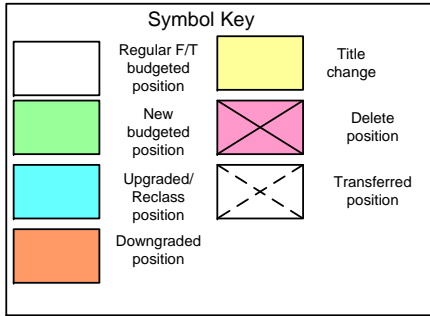 Symbol Key
Regular F/T
budgeted
position
New
budgeted
position
Upgraded/
Reclass
position
Downgraded
position
Title
change
Delete
position
Transferred
position